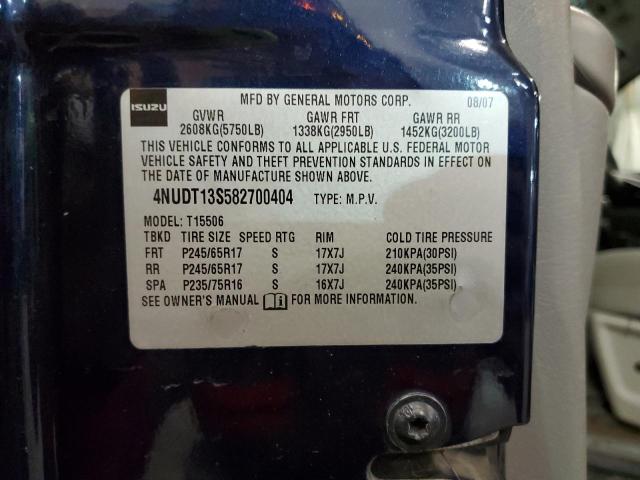 ISUZU
MFD BY GENERAL MOTORS CORP. 08/07
GVWR GAWR FRT GAWR RR
2608KG(5750LB) 1338KG(2950LB) 1452KG(3200LB)
THIS VEHICLE CONFORMS TO ALL APPLICABLE U.S. FEDERAL MOTOR
VEHICLE SAFETY AND THEFT PREVENTION STANDARDS IN EFFECT ON
THE DATE OF MANUFACTURE SHOWN ABOVE.
4NUDT13S582700404 TYPE: M.P.V.
MODEL: T15506
TBKD TIRE SIZE SPEED RTG RIM COLD TIRE PRESSURE
FRT P245/65R17 S 17X7J 210KPA(30PSI)
RR P245/65R17 S 17X7J 240KPA(35PSI)
SPA P235/75R16 S 16X7J 240KPA(35PSI)
SEE OWNER'S MANUAL FOR MORE INFORMATION.